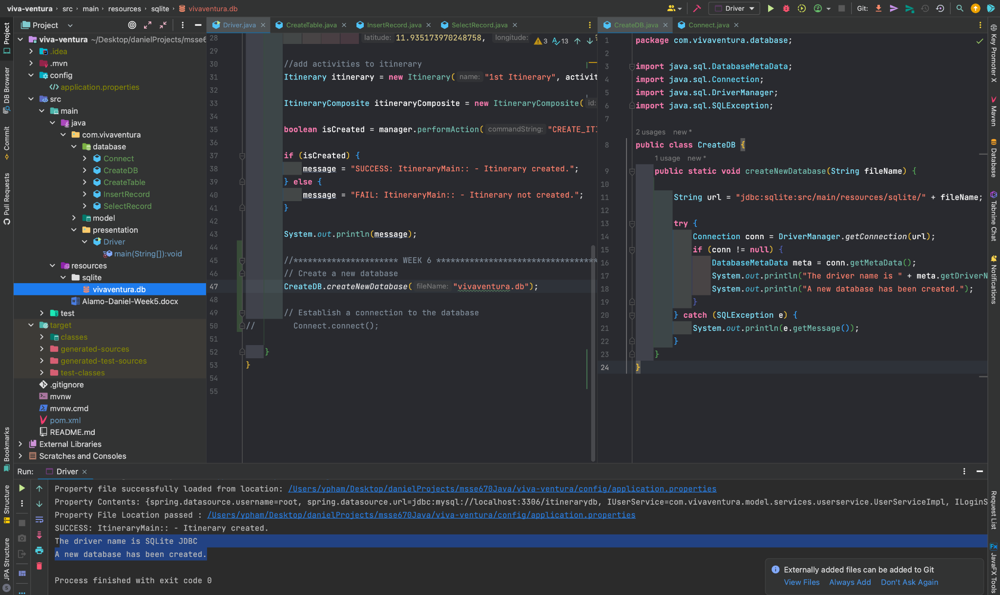 viva-ventura › src › main › resources › sqlite › vivaventura.db
Driver
Git:
Project
DB Browser
Commit
Pull Requests
Bookmarks
Structure
JPA Structure
Project
viva-ventura ~/Desktop/danielProjects/msse6
.idea
.mvn
config
application.properties
src
main
java
com.vivaventura
database
Connect
CreateDB
CreateTable
InsertRecord
SelectRecord
model
presentation
Driver
main(String[]):void
resources
sqlite
vivaventura.db
Alamo-Daniel-Week5.docx
test
target
classes
generated-sources
generated-test-sources
test-classes
.gitignore
mvnw
mvnw.cmd
pom.xml
README.md
External Libraries
Scratches and Consoles
Driver.java
CreateTable.java
InsertRecord.java
SelectRecord.java
28 latitude: 11.935173970248758, longitude:
3 13
29
30 //add activities to itinerary
31 Itinerary itinerary = new Itinerary( name: "1st Itinerary", activit
32
33 ItineraryComposite itineraryComposite = new ItineraryComposite( id:
34
35 boolean isCreated = manager.performAction( commandString: "CREATE_ITI
36
37 if (isCreated) {
38 message = "SUCCESS: ItineraryMain:: - Itinerary created.";
39 } else {
40 message = "FAIL: ItineraryMain:: - Itinerary not created.";
41 }
42
43 System.out.println(message);
44
45 //********************** WEEK 6 **********************************
46 // Create a new database
47 CreateDB.createNewDatabase( fileName: "vivaventura.db");
48
49 // Establish a connection to the database
50 // Connect.connect();
51
52 }
53 }
54
55
CreateDB.java
Connect.java
1 package com.vivaventura.database;
2
3 import java.sql.DatabaseMetaData;
4 import java.sql.Connection;
5 import java.sql.DriverManager;
6 import java.sql.SQLException;
7
2 usages new *
8 public class CreateDB {
1 usage new *
9 public static void createNewDatabase(String fileName) {
10
11 String url = "jdbc:sqlite:src/main/resources/sqlite/" + fileName;
12
13 try {
14 Connection conn = DriverManager.getConnection(url);
15 if (conn != null) {
16 DatabaseMetaData meta = conn.getMetaData();
17 System.out.println("The driver name is " + meta.getDriverN
18 System.out.println("A new database has been created.");
19 }
20 } catch (SQLException e) {
21 System.out.println(e.getMessage());
22 }
23 }
24 }
Key Promoter X
Maven
Database
Tabnine Chat
Notifications
Request List
JavaFX Tools
Run: Driver
Property file successfully loaded from location: /Users/ypham/Desktop/danielProjects/msse670Java/viva-ventura/config/application.properties
Property Contents: {spring.datasource.username=root, spring.datasource.url=jdbc:mysql://localhost:3306/itinerarydb, IUserService=com.vivaventura.model.services.userservice.UserServiceImpl, ILoginS
Property File Location passed : /Users/ypham/Desktop/danielProjects/msse670Java/viva-ventura/config/application.properties
SUCCESS: ItineraryMain:: - Itinerary created.
The driver name is SQLite JDBC
A new database has been created.
Process finished with exit code 0
Externally added files can be added to Git
View Files Always Add Don't Ask Again